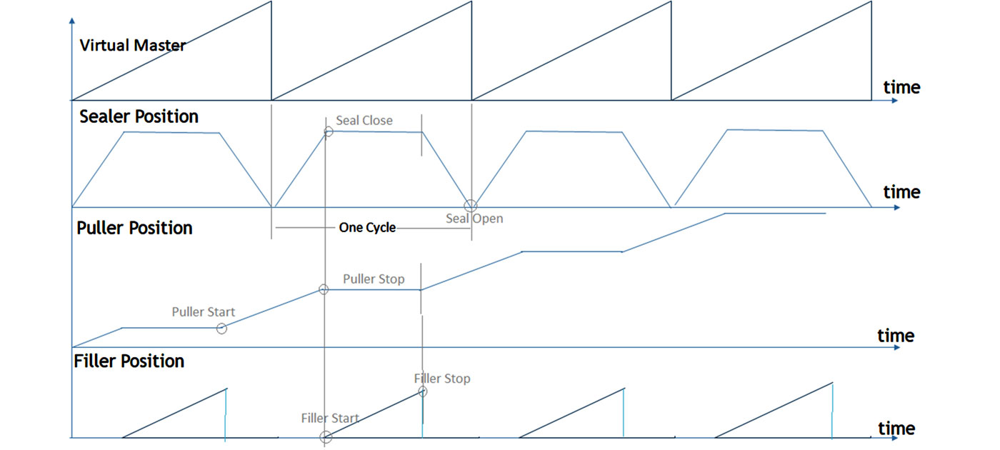 Virtual Master
time
Sealer Position
Seal Close
time
Seal Open
Puller Position
One Cycle
Puller Stop
Puller Start
time
Filler Position
Filler Stop
Filler Start
time